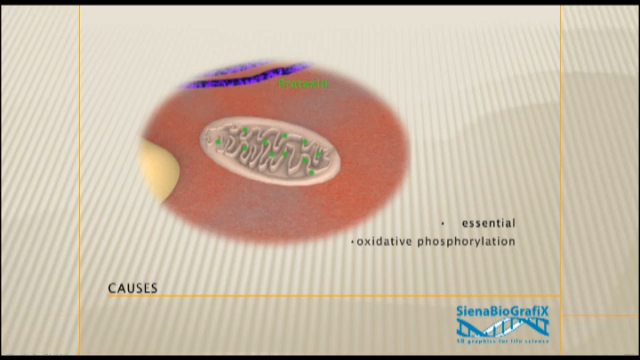 frataxin
· essential
·oxidative phosphorylation
CAUSES
SienaBioGrafiX
3D graphics for life science